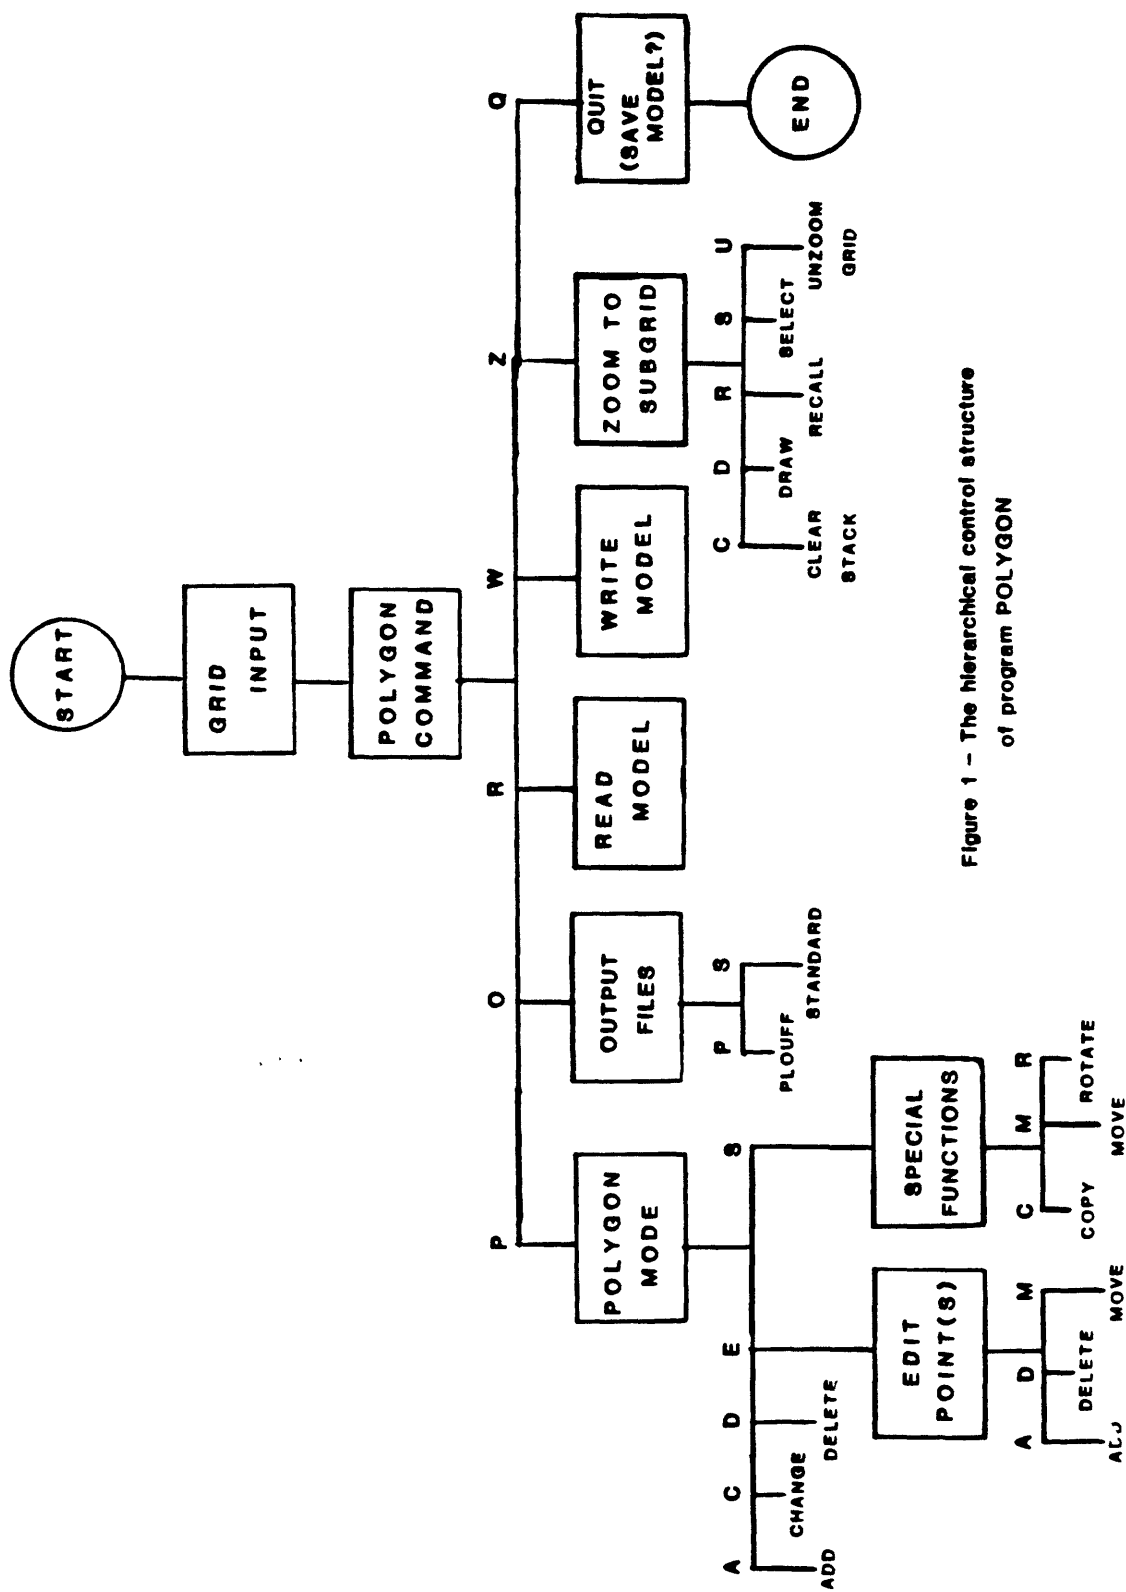 START
GRID
INPUT
POLYGON
COMMAND
P
O
R
W
Z
Q
POLYGON
MODE
OUTPUT
FILES
READ
MODEL
WRITE
MODEL
ZOOM TO
SUBGRID
QUIT
(SAVE
MODEL?)
A
C
D
E
S
P
S
C
D
R
S
U
END
ADD
CHANGE
DELETE
PLOUFF
STANDARD
CLEAR
STACK
DRAW
RECALL
SELECT
UNZOOM
GRID
EDIT
POINT(S)
SPECIAL
FUNCTIONS
A
D
M
C
M
R
DELETE
MOVE
COPY
MOVE
ROTATE
Figure 1 – The hierarchical control structure
of program POLYGON